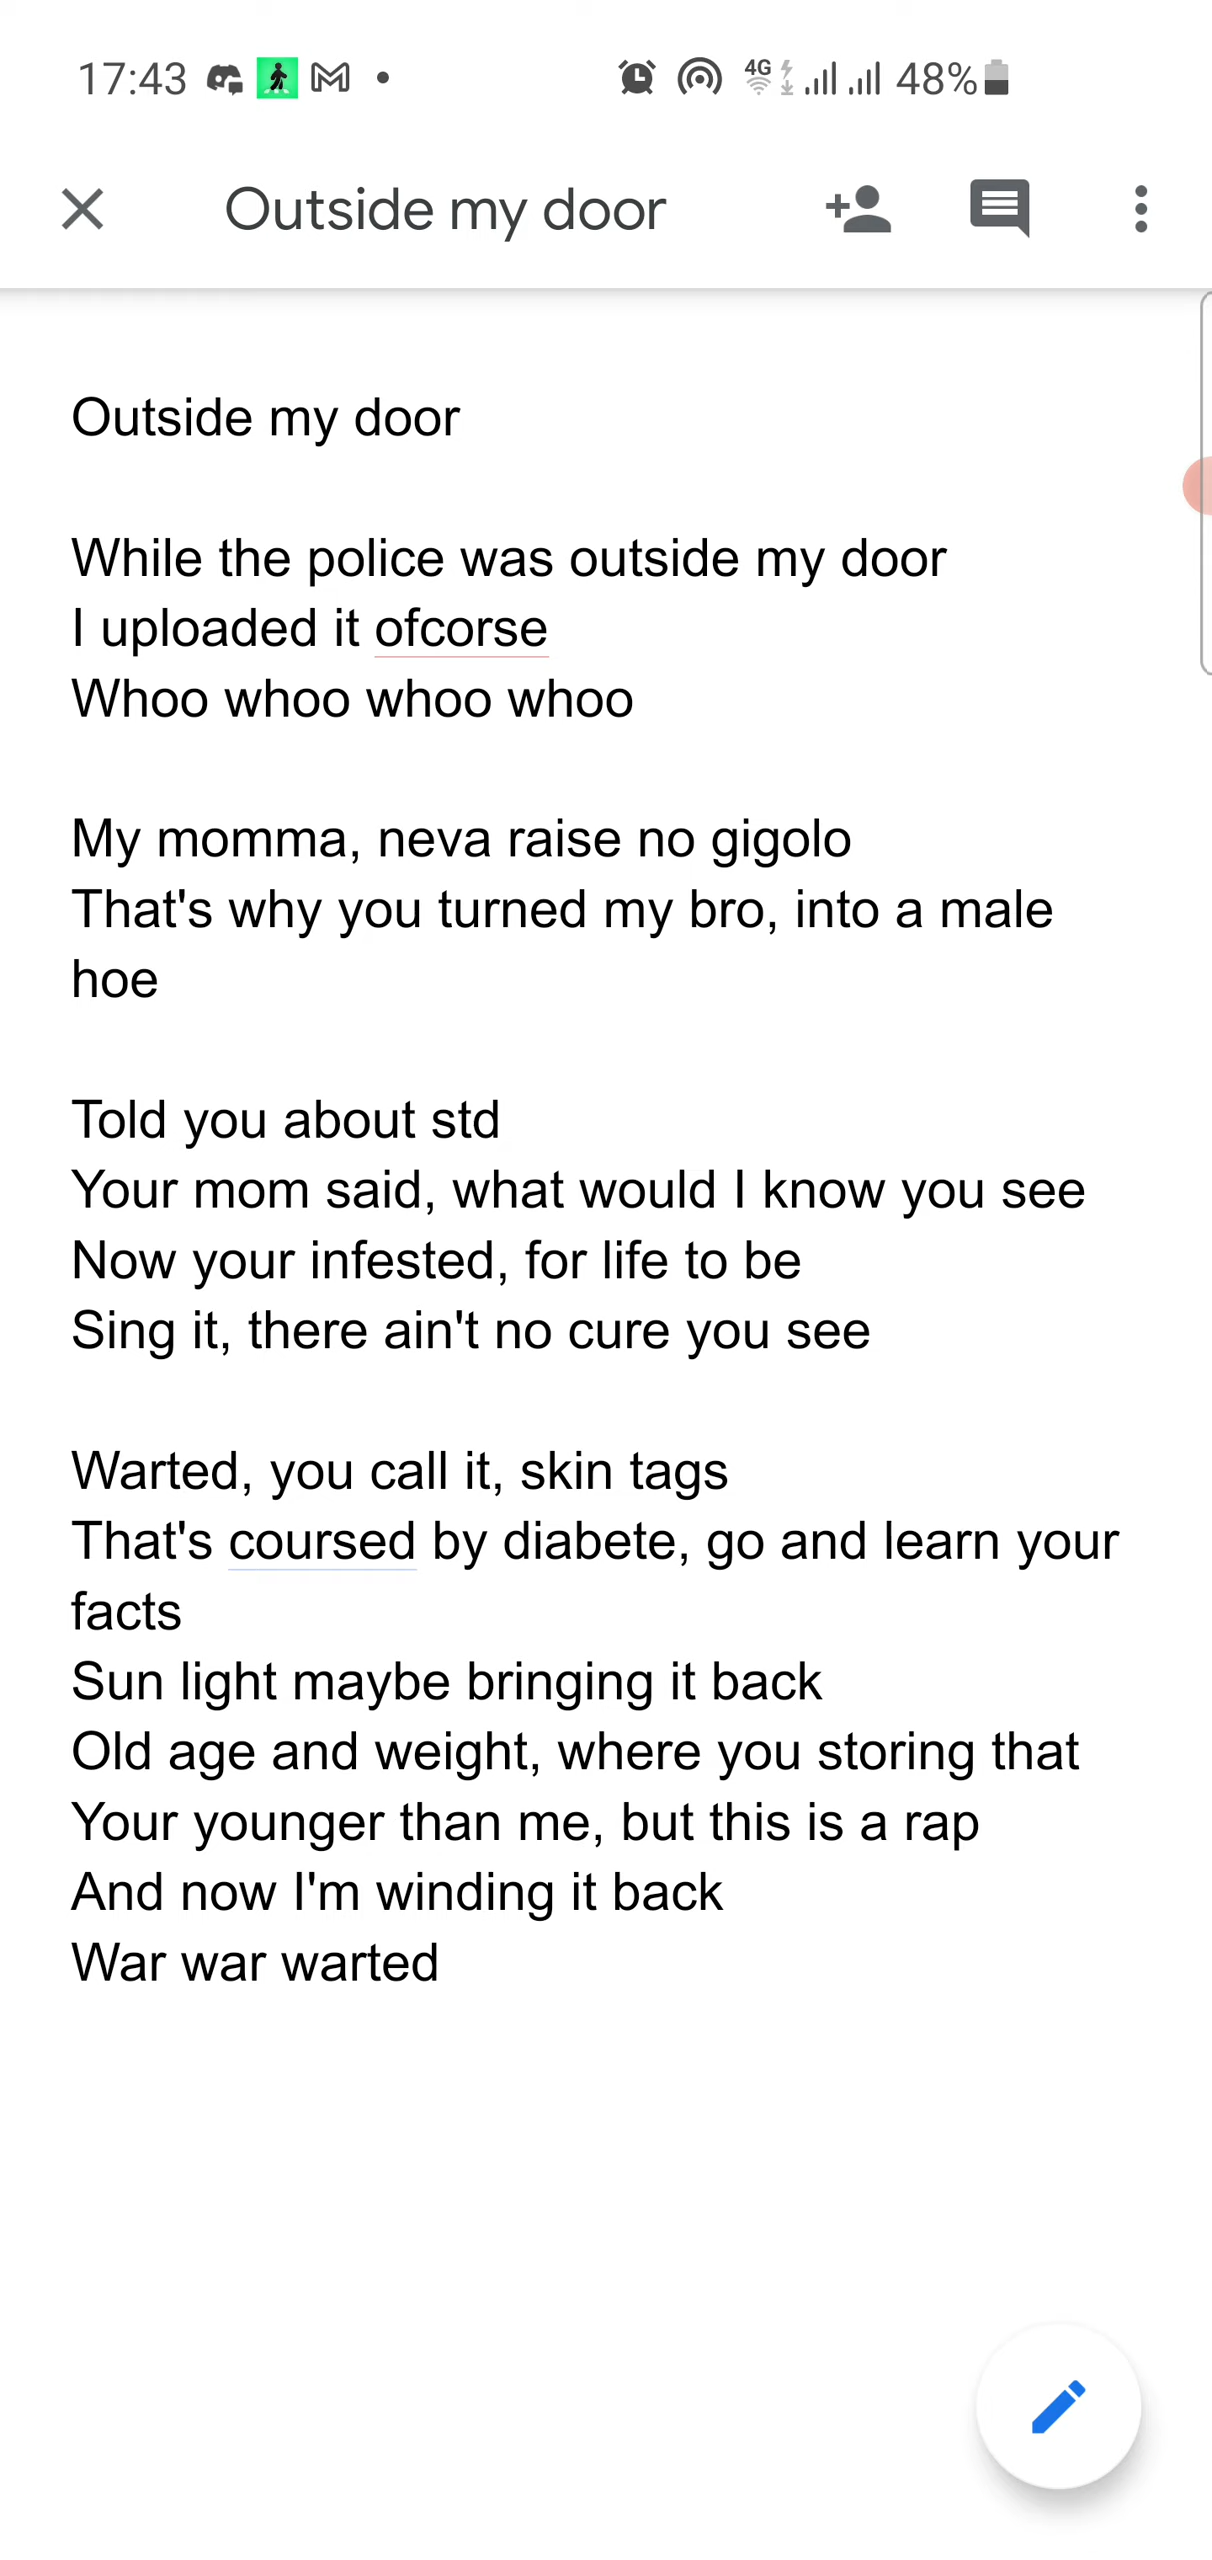 17:43
4G
48%
Outside my door
Outside my door
While the police was outside my door
I uploaded it ofcorse
Whoo whoo whoo whoo
My momma, neva raise no gigolo
That's why you turned my bro, into a male
hoe
Told you about std
Your mom said, what would I know you see
Now your infested, for life to be
Sing it, there ain't no cure you see
Warted, you call it, skin tags
That's coursed by diabete, go and learn your
facts
Sun light maybe bringing it back
Old age and weight, where you storing that
Your younger than me, but this is a rap
And now I'm winding it back
War war warted